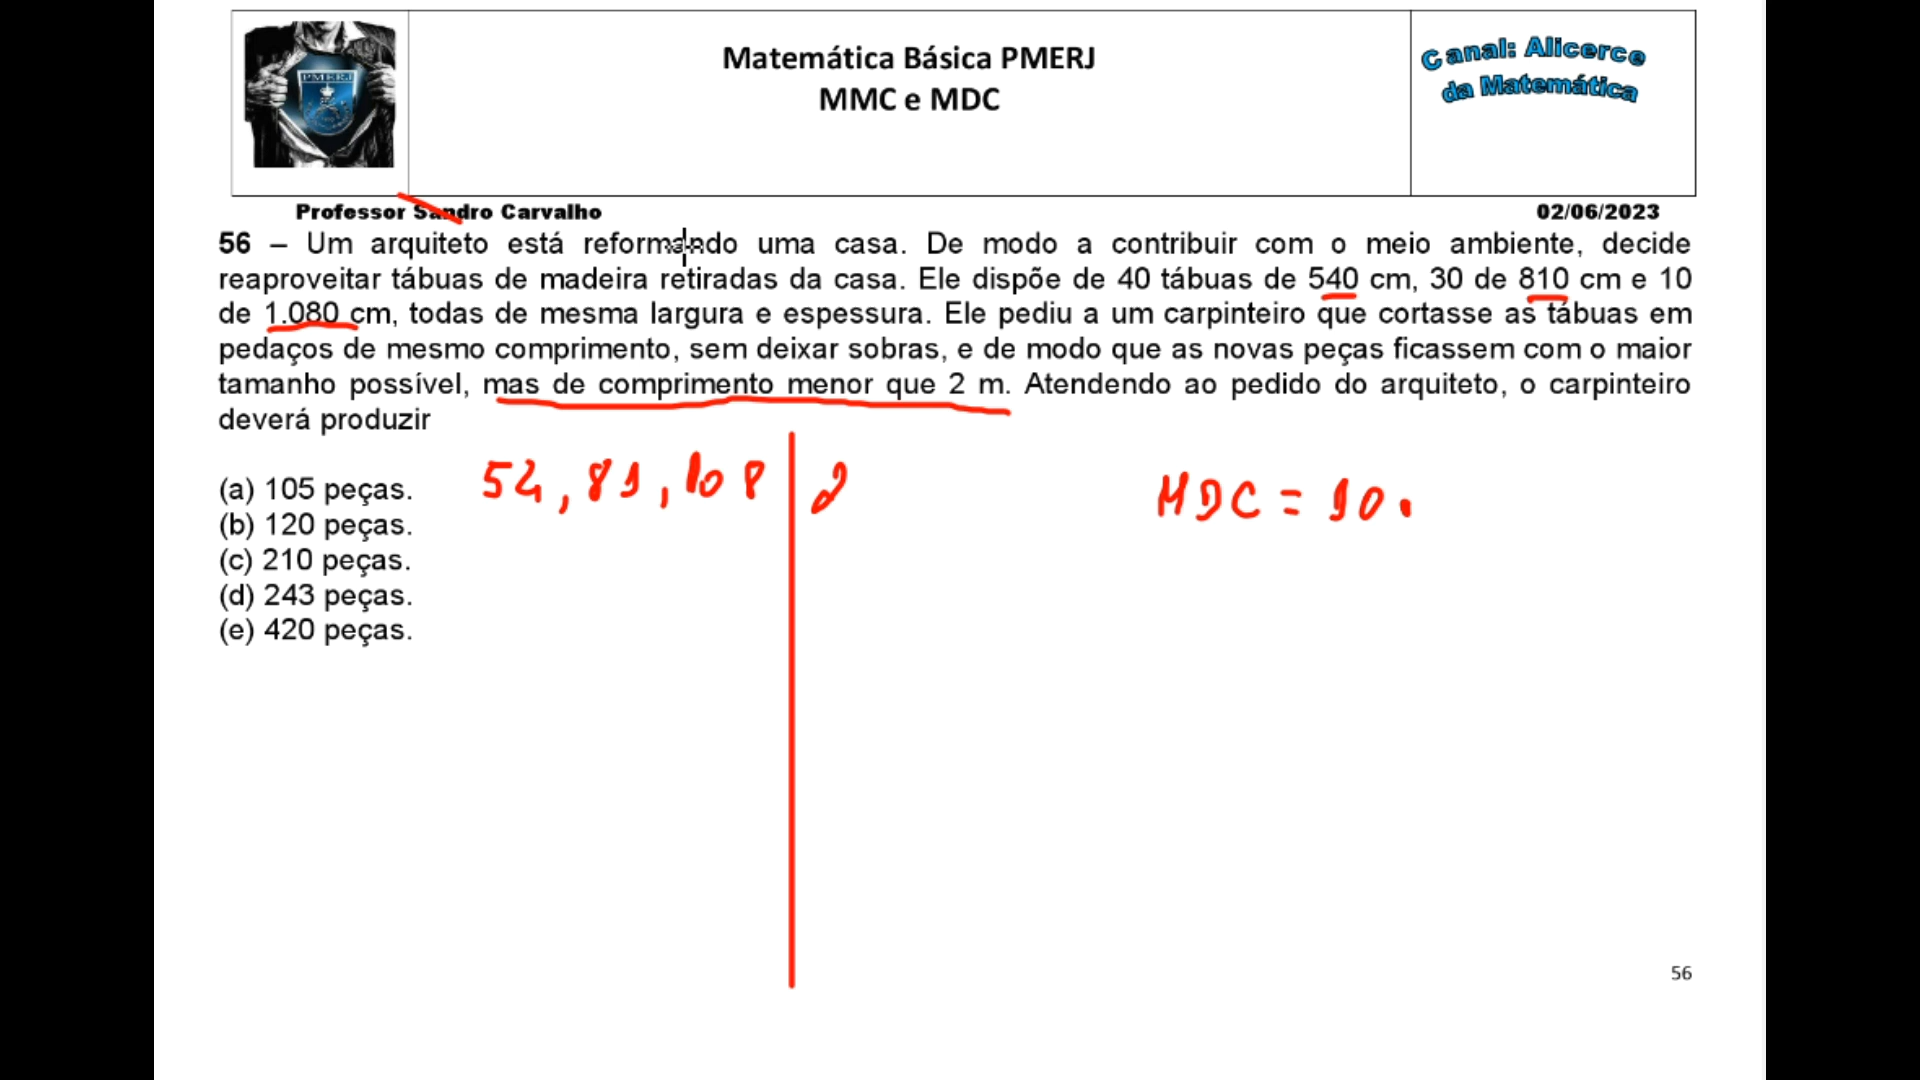 PMERJ
Matemática Básica PMERJ
MMC e MDC
Canal: Alicerce
da Matemática
Professor Sandro Carvalho
02/06/2023
56 – Um arquiteto está reformando uma casa. De modo a contribuir com o meio ambiente, decide
reaproveitar tábuas de madeira retiradas da casa. Ele dispõe de 40 tábuas de 540 cm, 30 de 810 cm e 10
de 1.080 cm, todas de mesma largura e espessura. Ele pediu a um carpinteiro que cortasse as tábuas em
pedaços de mesmo comprimento, sem deixar sobras, e de modo que as novas peças ficassem com o maior
tamanho possível, mas de comprimento menor que 2 m. Atendendo ao pedido do arquiteto, o carpinteiro
deverá produzir
(a) 105 peças.
(b) 120 peças.
(c) 210 peças.
(d) 243 peças.
(e) 420 peças.
54, 81, 108 | 2
MDC = 10 .
56